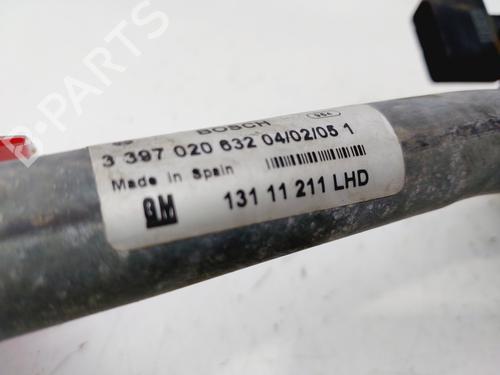 BOSCH
3 397 020 632 04/02/05 1
Made in Spain
GM 131 11 211 LHD
B-PARTS